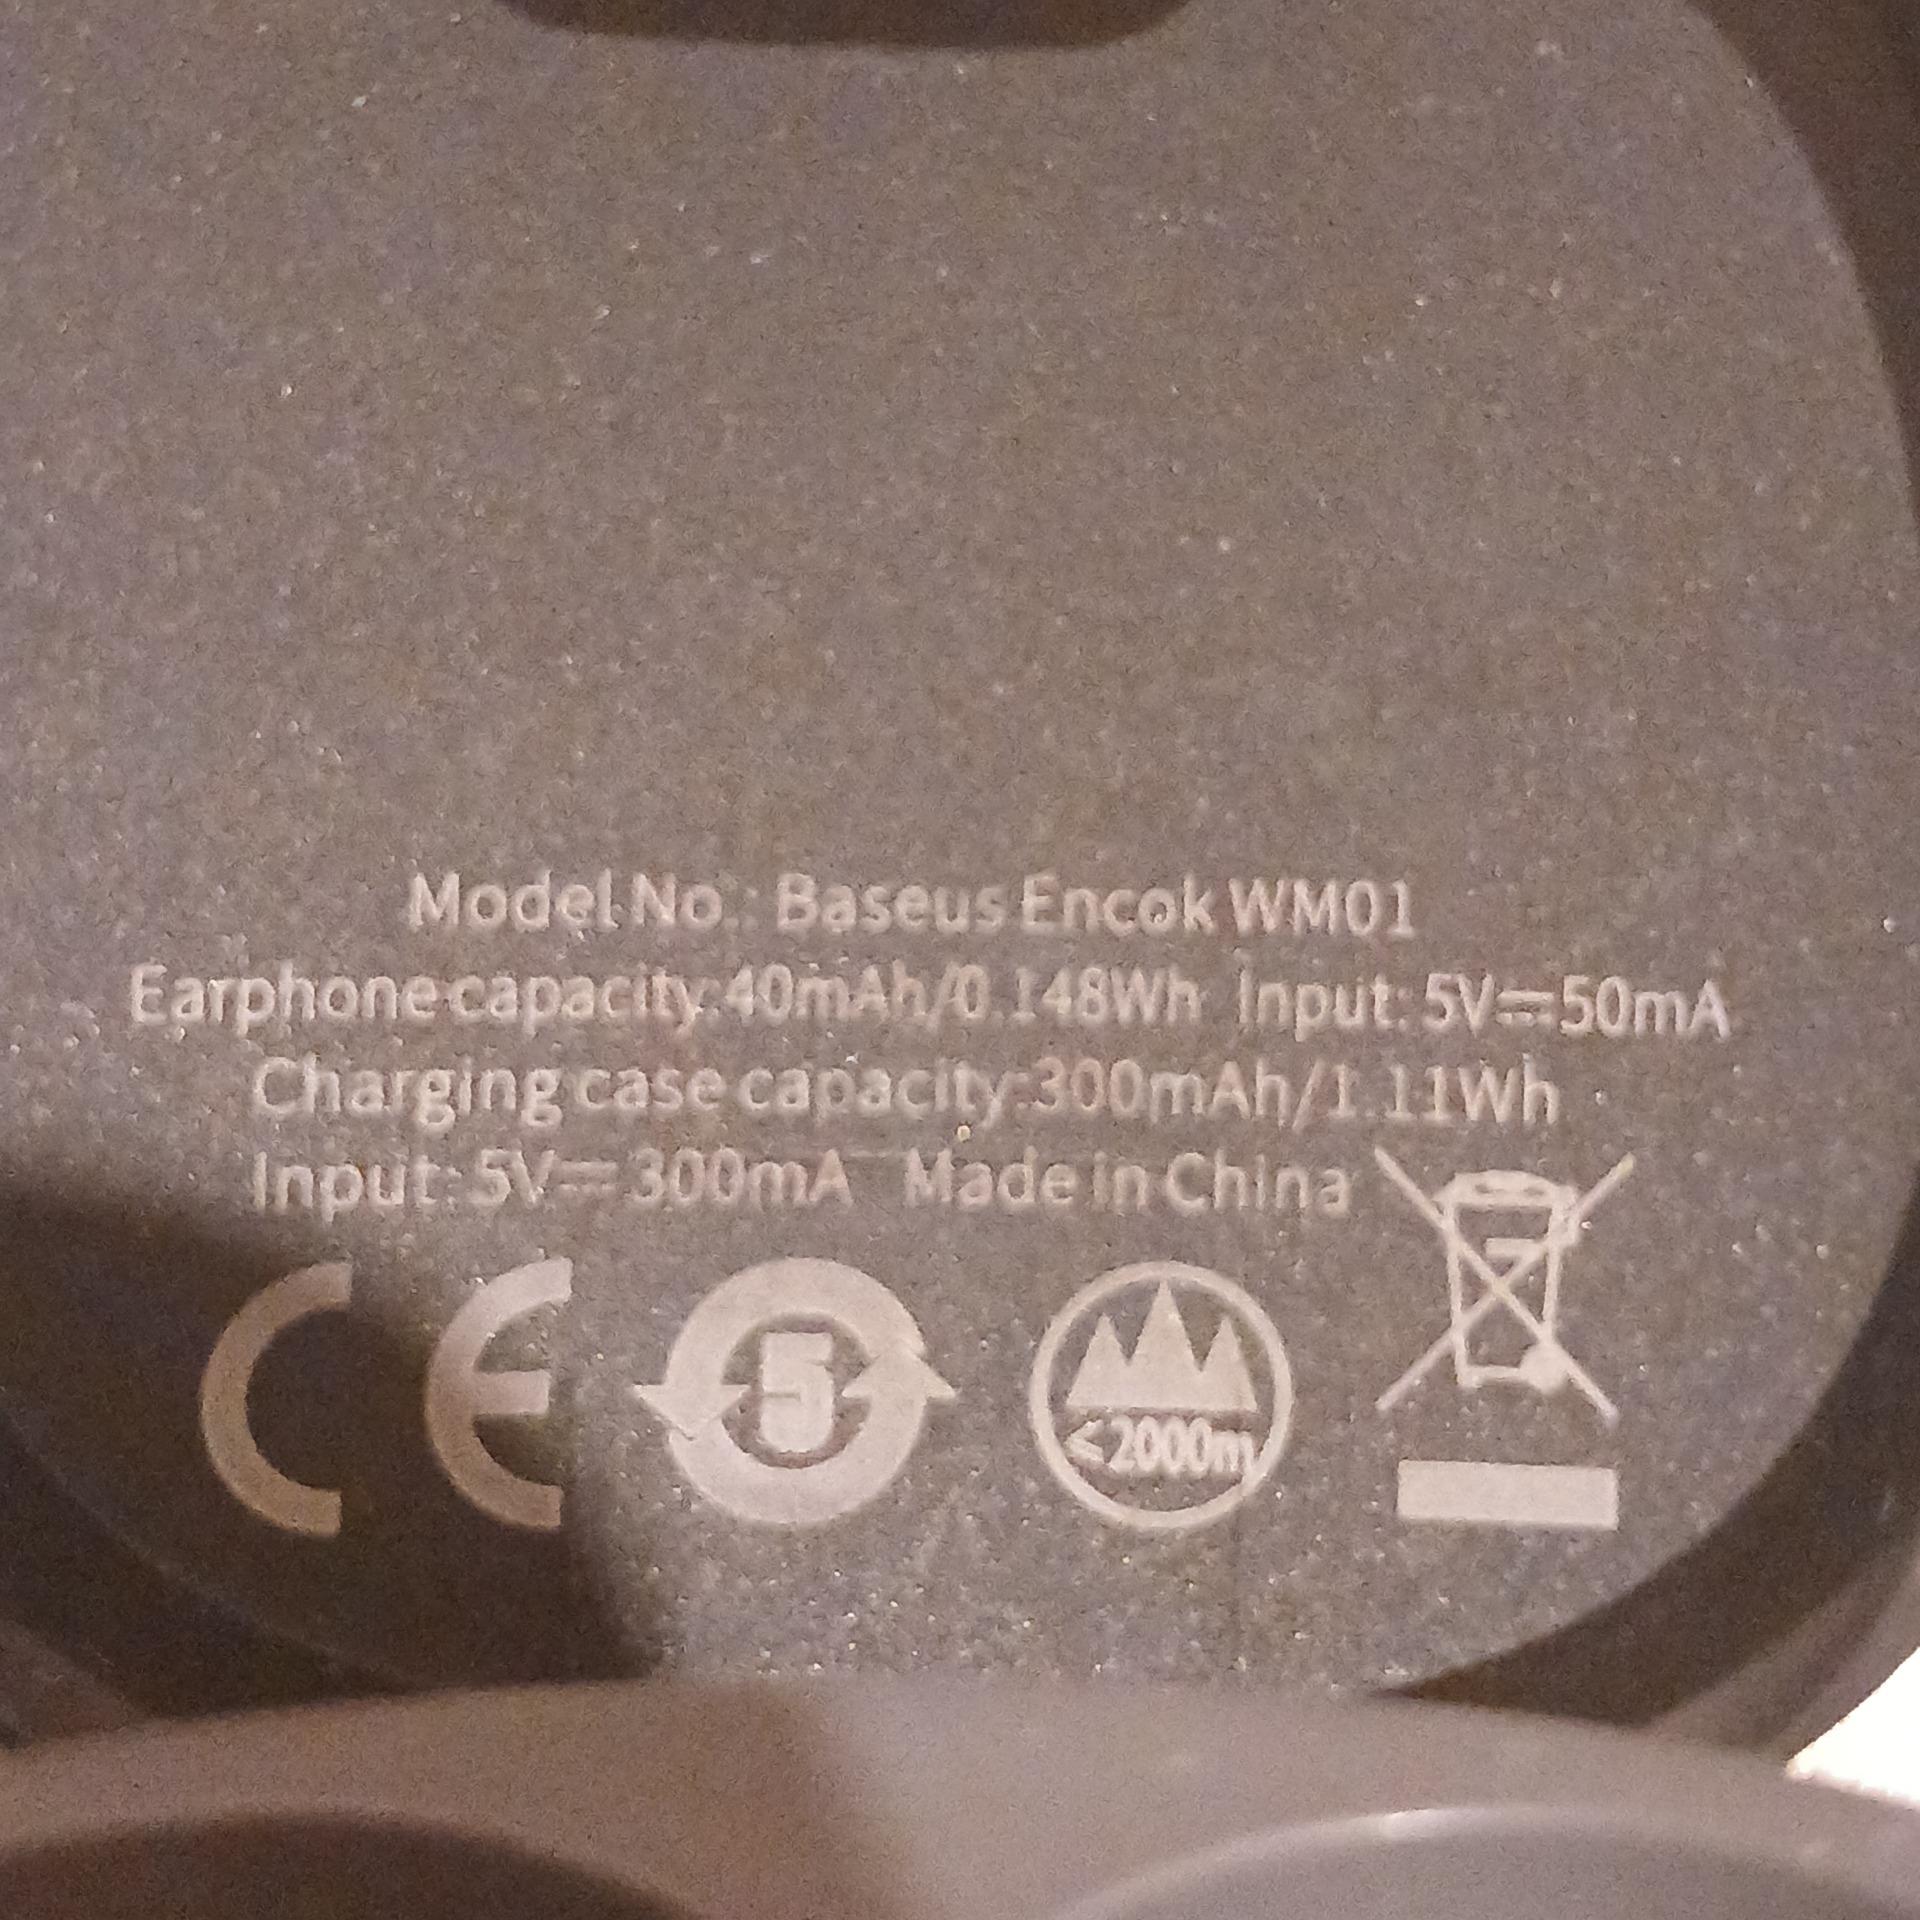 Model No.: Baseus Encok WM01
Earphone capacity:40mAh/0.148Wh Input: 5V⎓50mA
Charging case capacity:300mAh/1.11Wh
Input: 5V⎓300mA Made in China
CE
5
≤2000m